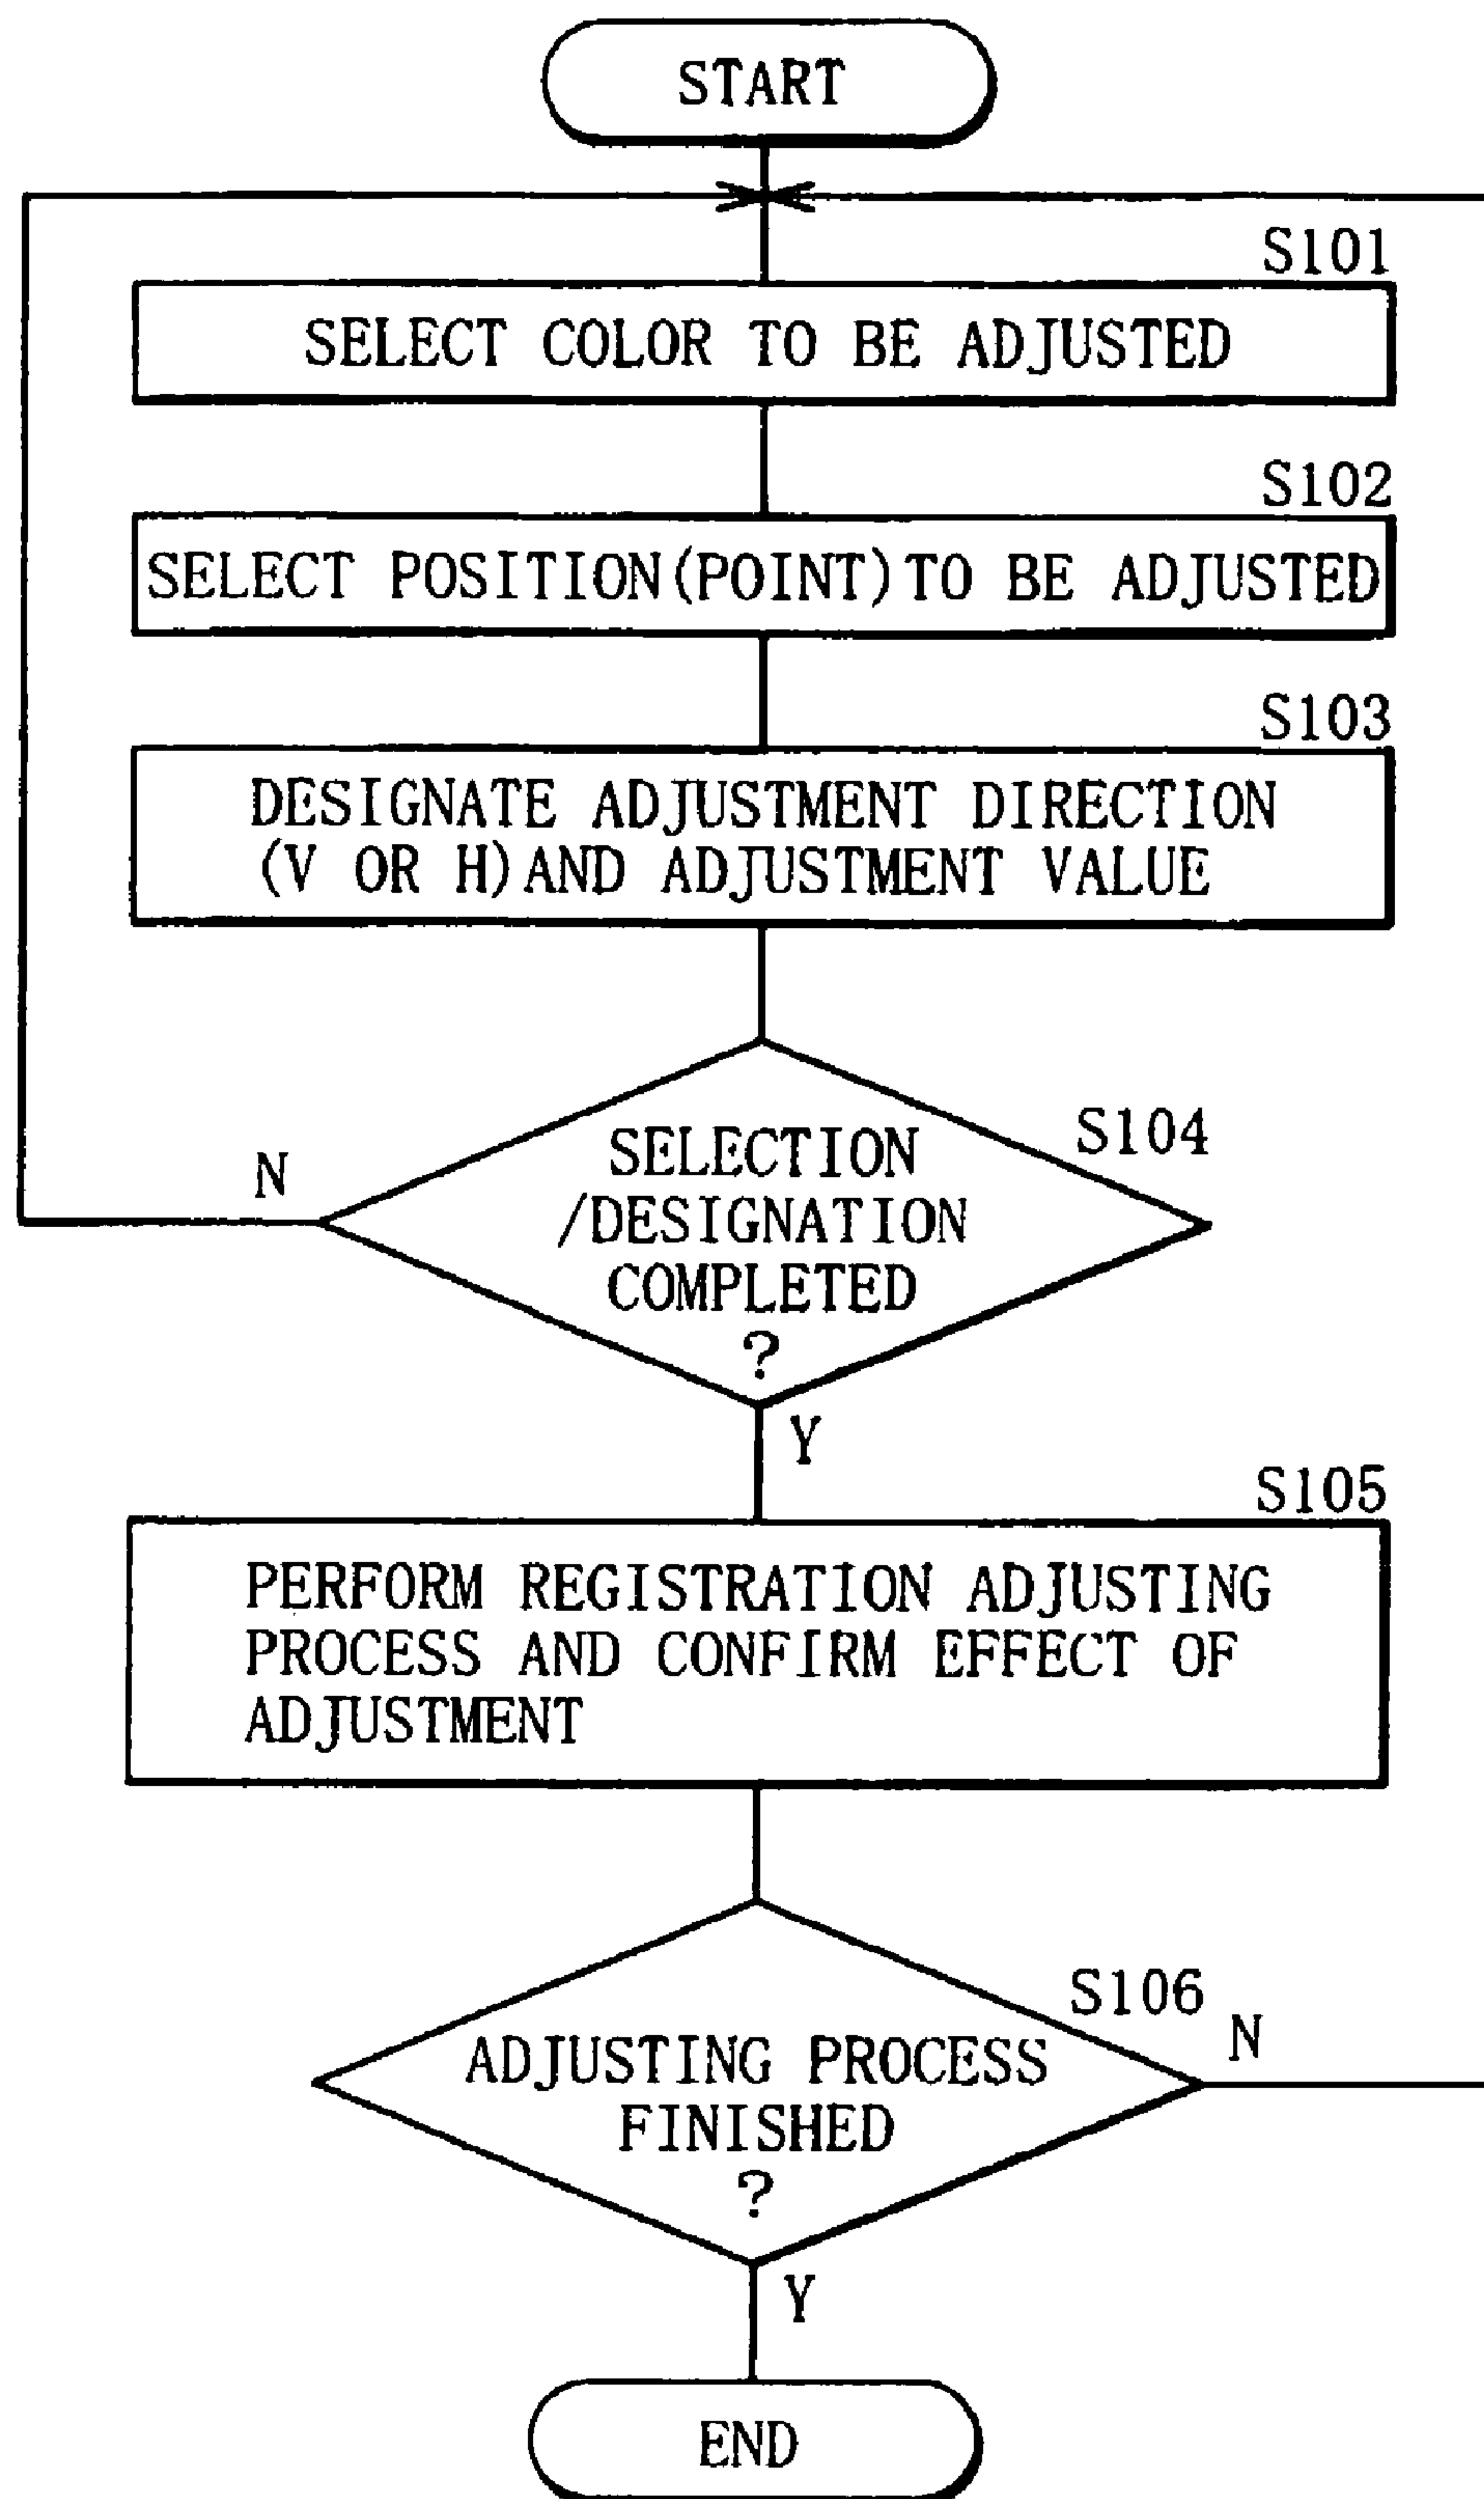 START
S101
SELECT COLOR TO BE ADJUSTED
S102
SELECT POSITION(POINT)TO BE ADJUSTED
S103
DESIGNATE ADJUSTMENT DIRECTION
(V OR H)AND ADJUSTMENT VALUE
S104
N
SELECTION
/DESIGNATION
COMPLETED
?
Y
S105
PERFORM REGISTRATION ADJUSTING
PROCESS AND CONFIRM EFFECT OF
ADJUSTMENT
S106
N
ADJUSTING PROCESS
FINISHED
?
Y
END